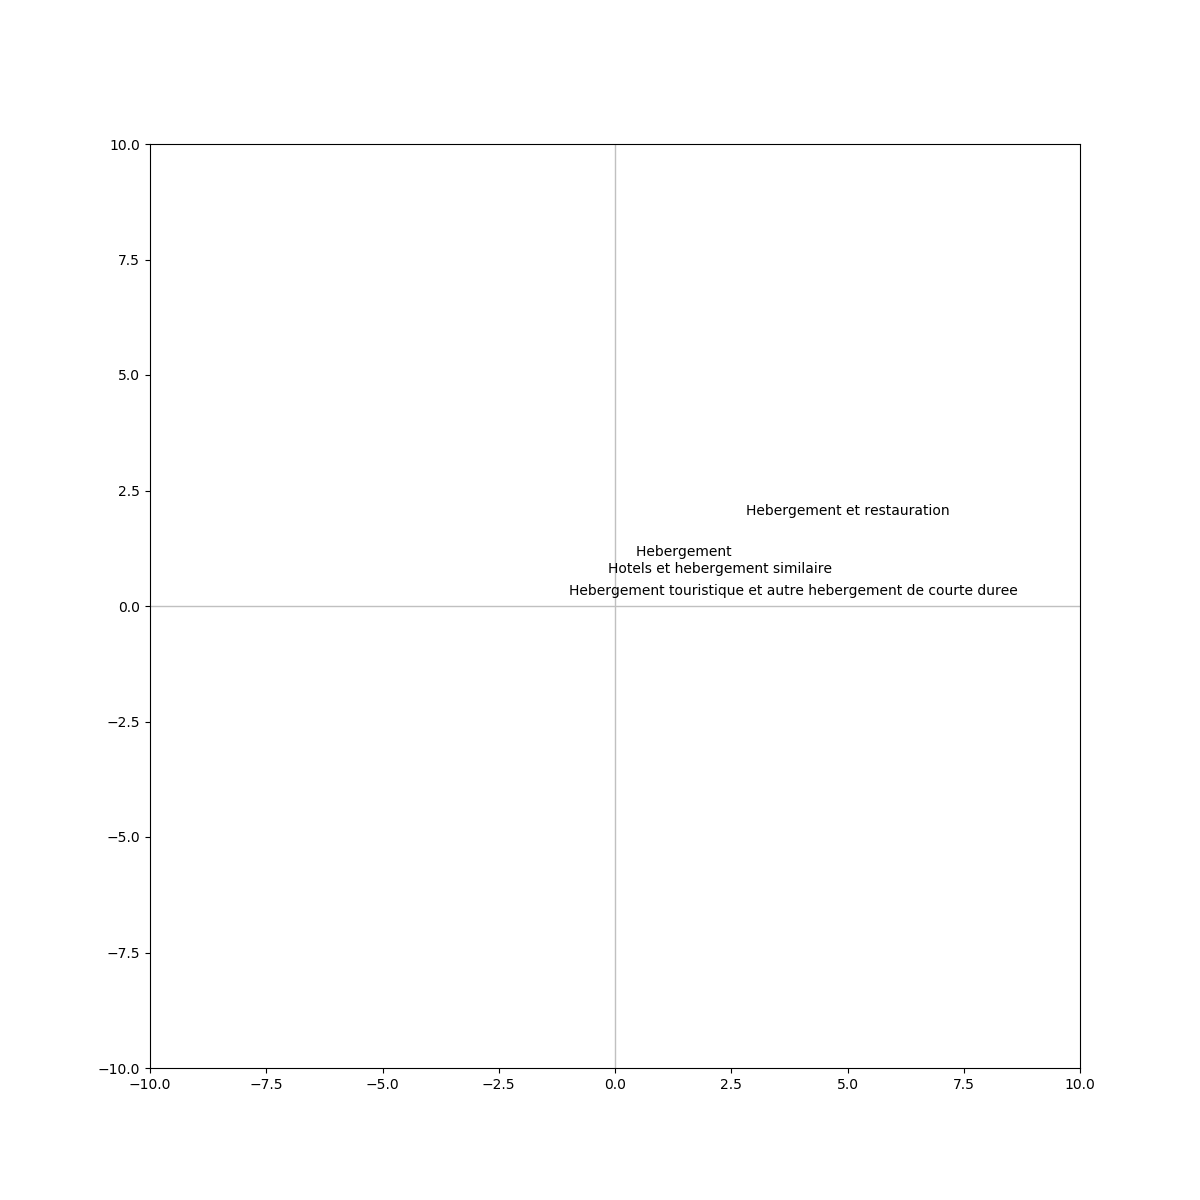 10.0
7.5
5.0
2.5
Hebergement et restauration
Hebergement
Hotels et hebergement similaire
Hebergement touristique et autre hebergement de courte duree
0.0
−2.5
−5.0
−7.5
−10.0
−10.0 −7.5 −5.0 −2.5 0.0 2.5 5.0 7.5 10.0